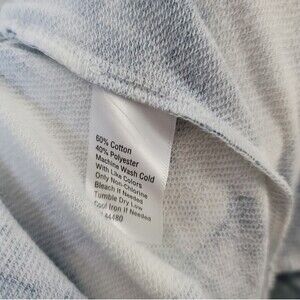 60% Cotton
40% Polyester
Machine Wash Cold
With Like Colors
Only Non-Chlorine
Bleach If Needed
Tumble Dry Low
Cool Iron If Needed
44480